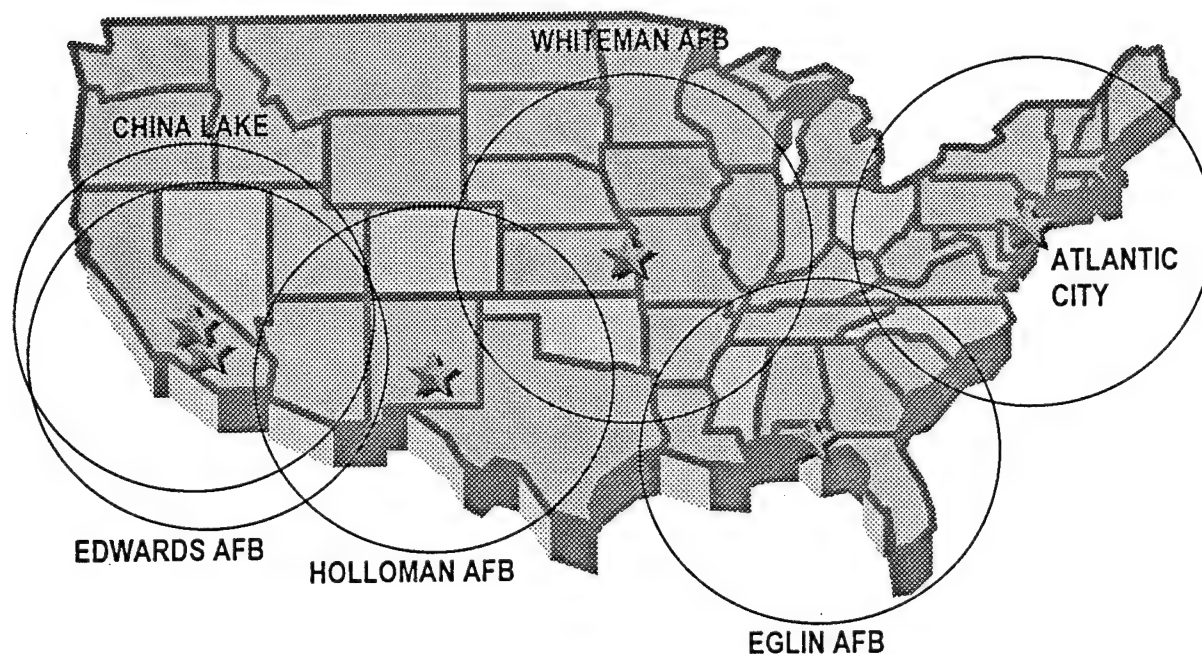 WHITEMAN AFB
CHINA LAKE
ATLANTIC
CITY
EDWARDS AFB
HOLLOMAN AFB
EGLIN AFB